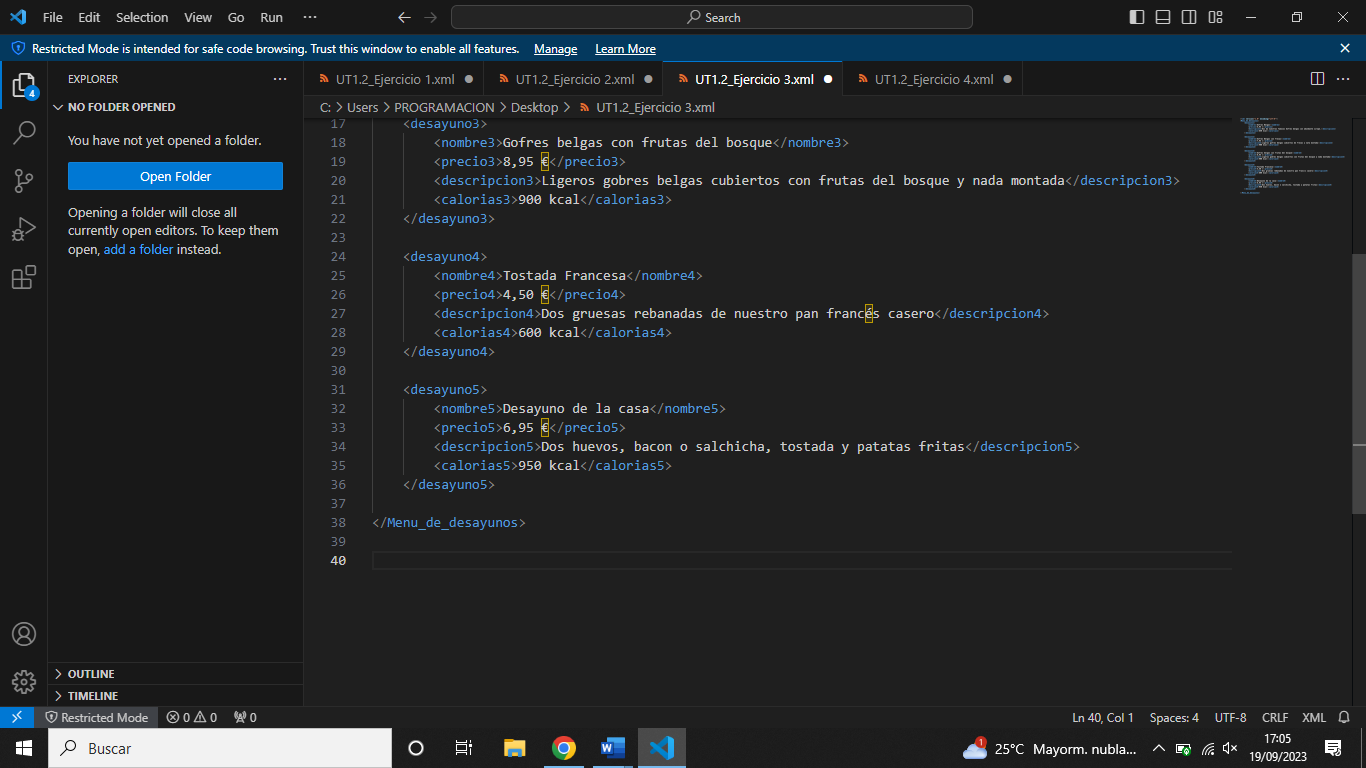 File Edit Selection View Go Run ··· Search
Restricted Mode is intended for safe code browsing. Trust this window to enable all features. Manage Learn More
EXPLORER ···
NO FOLDER OPENED
You have not yet opened a folder.
Open Folder
Opening a folder will close all
currently open editors. To keep them
open, add a folder instead.
OUTLINE
TIMELINE
4
UT1.2_Ejercicio 1.xml UT1.2_Ejercicio 2.xml UT1.2_Ejercicio 3.xml UT1.2_Ejercicio 4.xml
C: > Users > PROGRAMACION > Desktop > UT1.2_Ejercicio 3.xml
17 <desayuno3>
18 <nombre3>Gofres belgas con frutas del bosque</nombre3>
19 <precio3>8,95 €</precio3>
20 <descripcion3>Ligeros gobres belgas cubiertos con frutas del bosque y nada montada</descripcion3>
21 <calorias3>900 kcal</calorias3>
22 </desayuno3>
23
24 <desayuno4>
25 <nombre4>Tostada Francesa</nombre4>
26 <precio4>4,50 €</precio4>
27 <descripcion4>Dos gruesas rebanadas de nuestro pan francés casero</descripcion4>
28 <calorias4>600 kcal</calorias4>
29 </desayuno4>
30
31 <desayuno5>
32 <nombre5>Desayuno de la casa</nombre5>
33 <precio5>6,95 €</precio5>
34 <descripcion5>Dos huevos, bacon o salchicha, tostada y patatas fritas</descripcion5>
35 <calorias5>950 kcal</calorias5>
36 </desayuno5>
37
38 </Menu_de_desayunos>
39
40
Restricted Mode 0 0 0 Ln 40, Col 1 Spaces: 4 UTF-8 CRLF XML
Buscar 1 25°C Mayorm. nubla... 17:05
19/09/2023